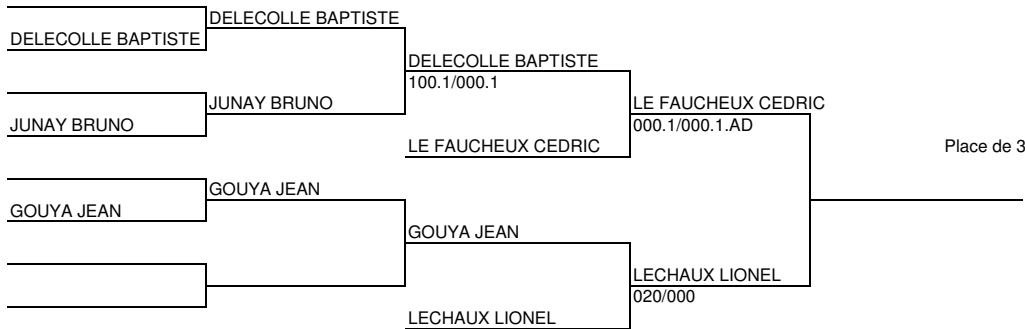 DELECOLLE BAPTISTE
DELECOLLE BAPTISTE
DELECOLLE BAPTISTE
100.1/000.1
JUNAY BRUNO
LE FAUCHEUX CEDRIC
JUNAY BRUNO
000.1/000.1.AD
LE FAUCHEUX CEDRIC
Place de 3
GOUYA JEAN
GOUYA JEAN
GOUYA JEAN
LECHAUX LIONEL
020/000
LECHAUX LIONEL